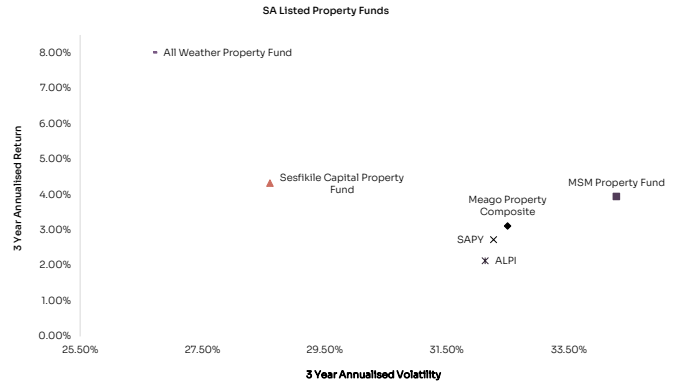 SA Listed Property Funds
3 Year Annualised Return
8.00%
All Weather Property Fund
7.00%
6.00%
5.00%
Sesfikile Capital Property
Fund
4.00%
MSM Property Fund
Meago Property
Composite
3.00%
SAPY
2.00%
ALPI
1.00%
0.00%
25.50%
27.50%
29.50%
31.50%
33.50%
3 Year Annualised Volatility